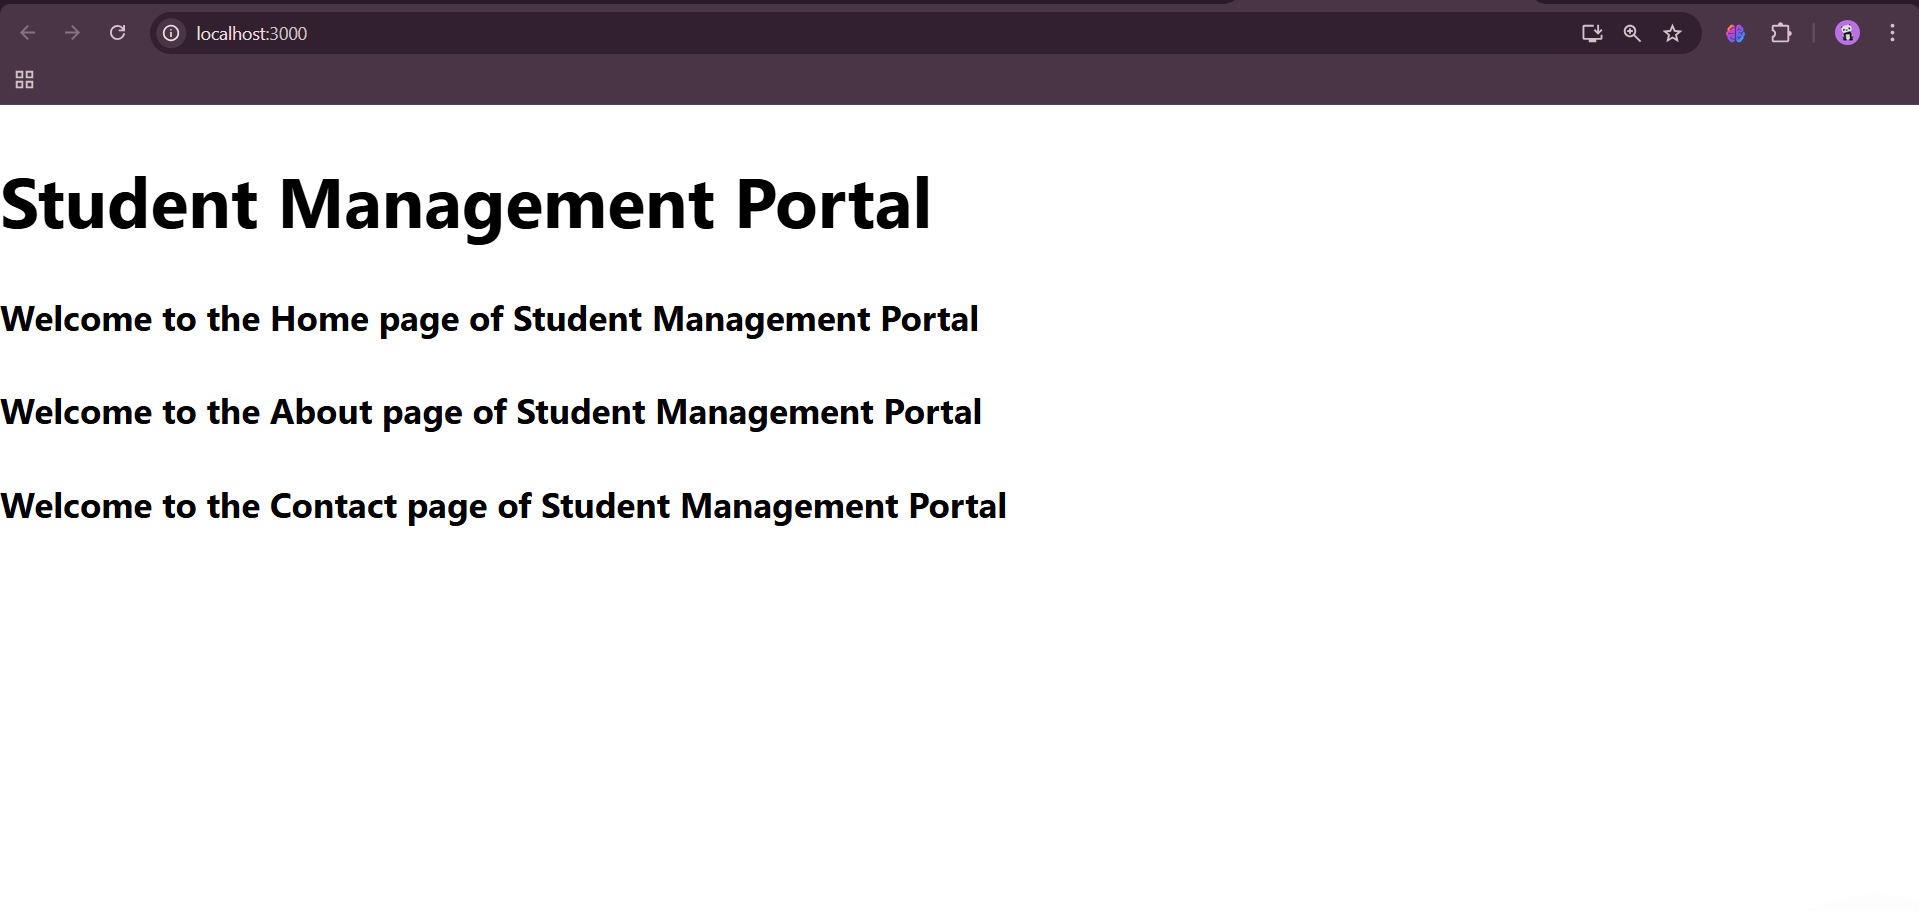 localhost:3000
Student Management Portal
Welcome to the Home page of Student Management Portal
Welcome to the About page of Student Management Portal
Welcome to the Contact page of Student Management Portal